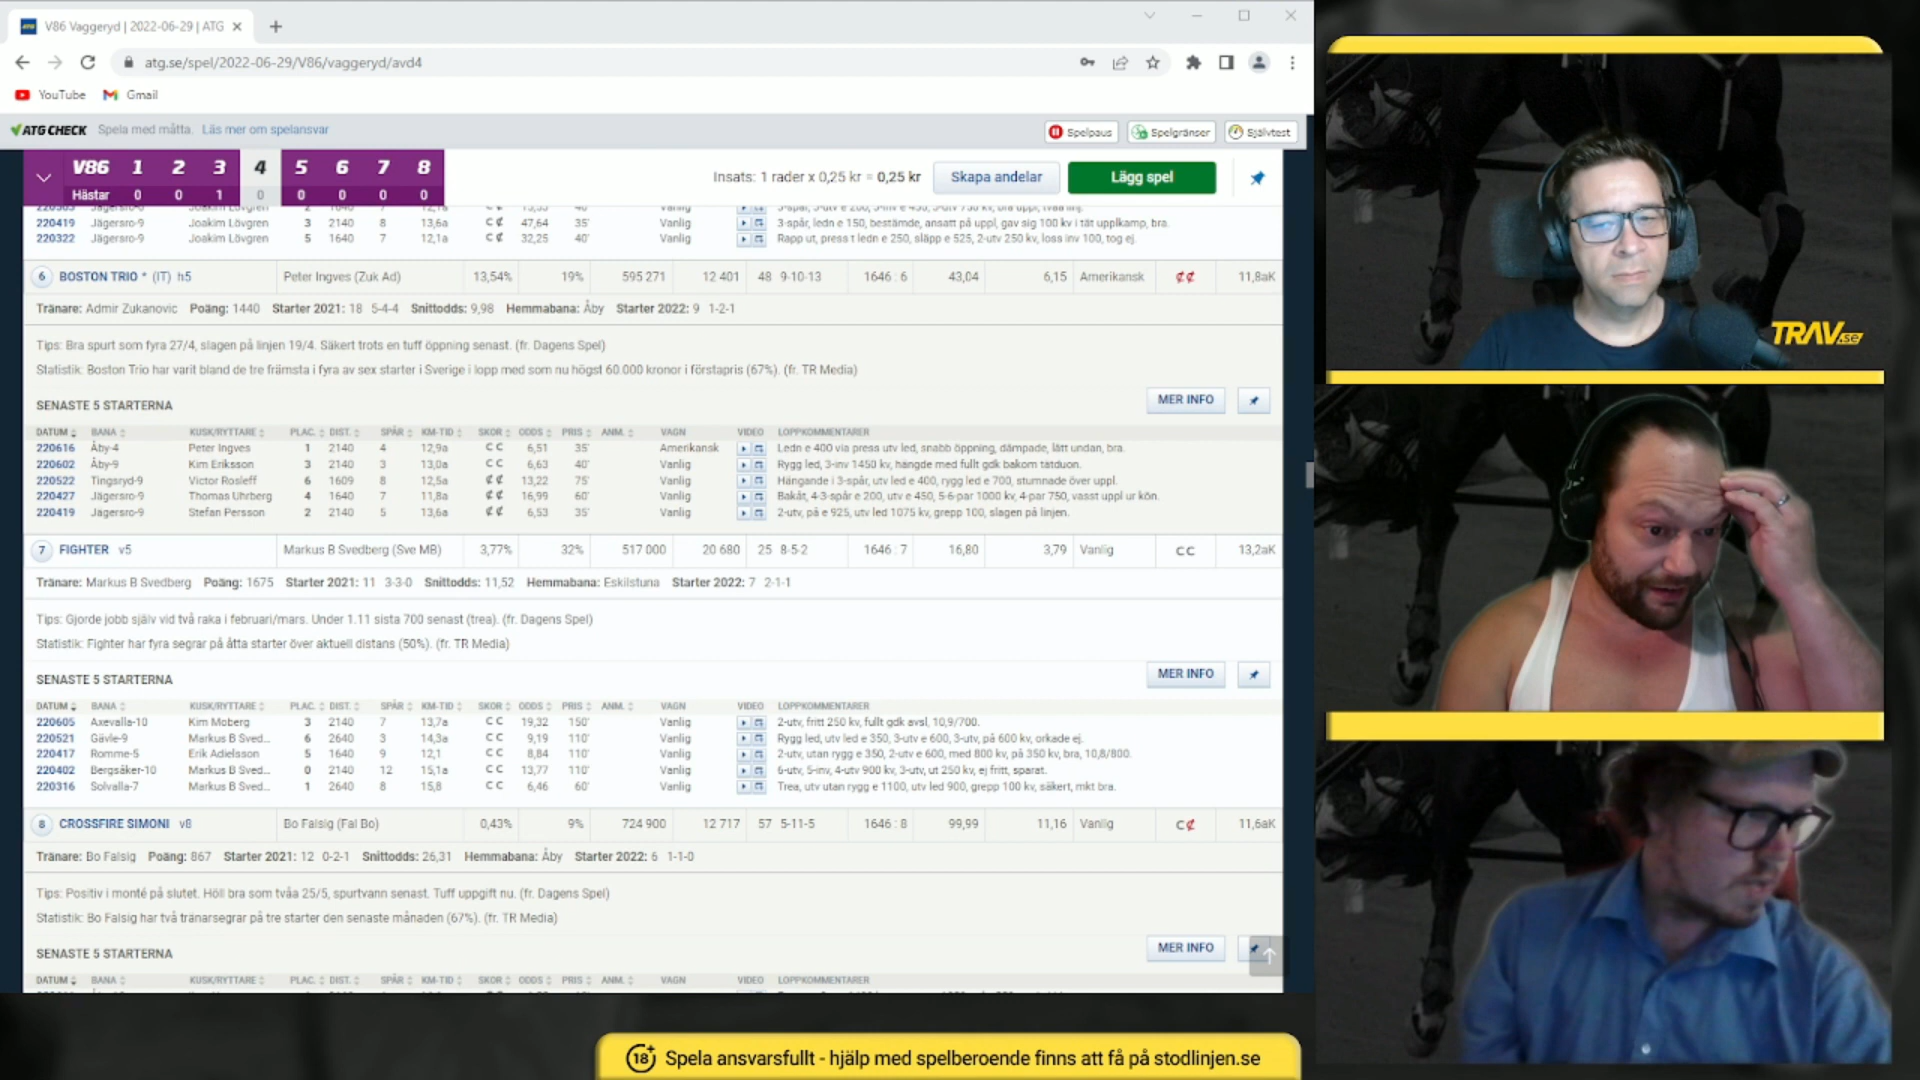 V86 Vaggeryd | 2022-06-29 | ATG
atg.se/spel/2022-06-29/V86/vaggeryd/avd4
YouTube Gmail
ATG CHECK Spela med måtta. Läs mer om spelansvar Spelpaus Spelgränser Självtest
V86 1 2 3 4 5 6 7 8
Hästar 0 0 1 0 0 0 0 0
Insats: 1 rader x 0,25 kr = 0,25 kr Skapa andelar Lägg spel
220419 Jägersro-9 Joakim Lövgren 3 2140 8 13,6a C ₵ 47,64 35' Vanlig 3-spår, ledn e 150, bestämde, ansatt på uppl, gav sig 100 kv i tät upplkamp, bra.
220322 Jägersro-9 Joakim Lövgren 5 1640 7 12,1a C ₵ 32,25 40' Vanlig Rapp ut, press t ledn e 250, släpp e 525, 2-utv 250 kv, loss inv 100, tog ej.
6 BOSTON TRIO * (IT) h5 Peter Ingves (Zuk Ad) 13,54% 19% 595 271 12 401 48 9-10-13 1646 : 6 43,04 6,15 Amerikansk ₵₵ 11,8aK
Tränare: Admir Zukanovic Poäng: 1440 Starter 2021: 18 5-4-4 Snittodds: 9,98 Hemmabana: Åby Starter 2022: 9 1-2-1
Tips: Bra spurt som fyra 27/4, slagen på linjen 19/4. Säkert trots en tuff öppning senast. (fr. Dagens Spel)
Statistik: Boston Trio har varit bland de tre främsta i fyra av sex starter i Sverige i lopp med som nu högst 60.000 kronor i förstapris (67%). (fr. TR Media)
SENASTE 5 STARTERNA MER INFO
DATUM BANA KUSK/RYTTARE PLAC. DIST. SPÅR KM-TID SKOR ODDS PRIS ANM. VAGN VIDEO LOPPKOMMENTARER
220616 Åby-4 Peter Ingves 1 2140 4 12,9a C C 6,51 35' Amerikansk Ledn e 400 via press utv led, snabb öppning, dämpade, lätt undan, bra.
220602 Åby-9 Kim Eriksson 3 2140 3 13,0a C C 6,63 40' Vanlig Rygg led, 3-inv 1450 kv, hängde med fullt gdk bakom tätduon.
220522 Tingsryd-9 Victor Rosleff 6 1609 8 12,5a ₵ ₵ 13,22 75' Vanlig Hängande i 3-spår, utv led e 400, rygg led e 700, stumnade över uppl.
220427 Jägersro-9 Thomas Uhrberg 4 1640 7 11,8a ₵ ₵ 16,99 60' Vanlig Bakåt, 4-3-spår e 200, utv e 450, 5-6-par 1000 kv, 4-par 750, vasst uppl ur kön.
220419 Jägersro-9 Stefan Persson 2 2140 5 13,6a ₵ ₵ 6,53 35' Vanlig 2-utv, på e 925, utv led 1075 kv, grepp 100, slagen på linjen.
7 FIGHTER v5 Markus B Svedberg (Sve MB) 3,77% 32% 517 000 20 680 25 8-5-2 1646 : 7 16,80 3,79 Vanlig CC 13,2aK
Tränare: Markus B Svedberg Poäng: 1675 Starter 2021: 11 3-3-0 Snittodds: 11,52 Hemmabana: Eskilstuna Starter 2022: 7 2-1-1
Tips: Gjorde jobb själv vid två raka i februari/mars. Under 1.11 sista 700 senast (trea). (fr. Dagens Spel)
Statistik: Fighter har fyra segrar på åtta starter över aktuell distans (50%). (fr. TR Media)
SENASTE 5 STARTERNA MER INFO
DATUM BANA KUSK/RYTTARE PLAC. DIST. SPÅR KM-TID SKOR ODDS PRIS ANM. VAGN VIDEO LOPPKOMMENTARER
220605 Axevalla-10 Kim Moberg 3 2140 7 13,7a C C 19,32 150' Vanlig 2-utv, fritt 250 kv, fullt gdk avsl, 10,9/700.
220521 Gävle-9 Markus B Sved... 6 2640 3 14,3a C C 9,19 110' Vanlig Rygg led, utv led e 350, 3-utv e 600, 3-utv, på 600 kv, orkade ej.
220417 Romme-5 Erik Adielsson 5 1640 9 12,1 C C 8,84 110' Vanlig 2-utv, utan rygg e 350, 2-utv e 600, med 800 kv, på 350 kv, bra, 10,8/800.
220402 Bergsåker-10 Markus B Sved... 0 2140 12 15,1a C C 13,77 110' Vanlig 6-utv, 5-inv, 4-utv 900 kv, 3-utv, ut 250 kv, ej fritt, sparat.
220316 Solvalla-7 Markus B Sved... 1 2640 8 15,8 C C 6,46 60' Vanlig Trea, utv utan rygg e 1100, utv led 900, grepp 100 kv, säkert, mkt bra.
8 CROSSFIRE SIMONI v8 Bo Falsig (Fal Bo) 0,43% 9% 724 900 12 717 57 5-11-5 1646 : 8 99,99 11,16 Vanlig C₵ 11,6aK
Tränare: Bo Falsig Poäng: 867 Starter 2021: 12 0-2-1 Snittodds: 26,31 Hemmabana: Åby Starter 2022: 6 1-1-0
Tips: Positiv i monté på slutet. Höll bra som tvåa 25/5, spurtvann senast. Tuff uppgift nu. (fr. Dagens Spel)
Statistik: Bo Falsig har två tränarsegrar på tre starter den senaste månaden (67%). (fr. TR Media)
SENASTE 5 STARTERNA MER INFO
DATUM BANA KUSK/RYTTARE PLAC. DIST. SPÅR KM-TID SKOR ODDS PRIS ANM. VAGN VIDEO LOPPKOMMENTARER
TRAV.SE
18+ Spela ansvarsfullt - hjälp med spelberoende finns att få på stodlinjen.se